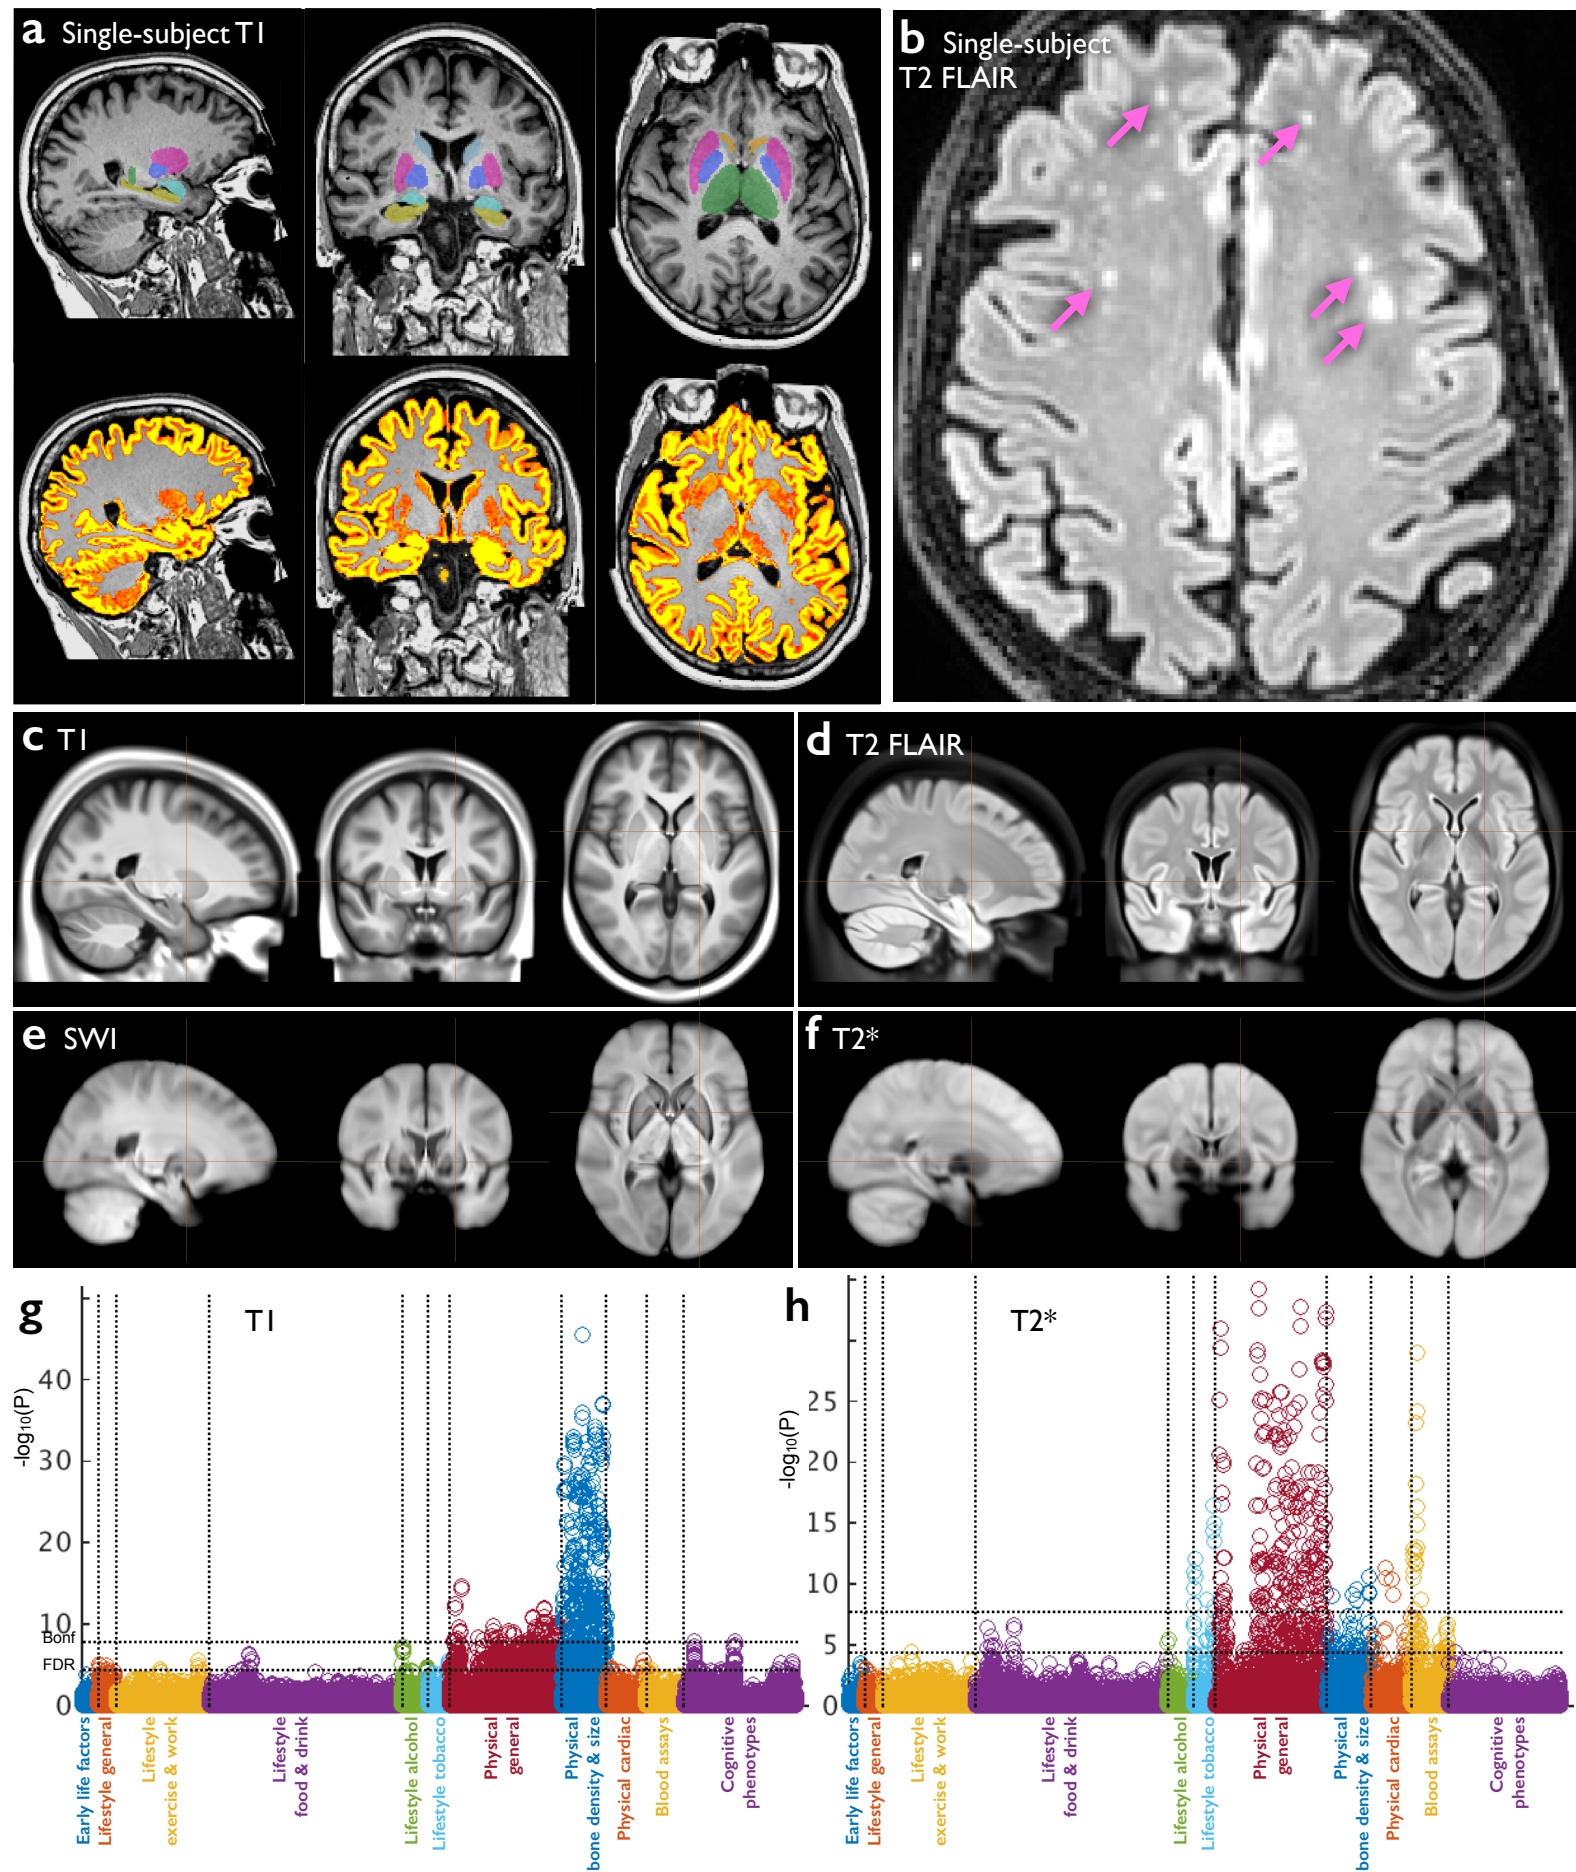 a Single-subject T1
b Single-subject
T2 FLAIR
c T1
d T2 FLAIR
e SWI
f T2*
g
T1
-log10(P)
40
30
20
10
Bonf
FDR
0
Early life factors
Lifestyle general
Lifestyle
exercise & work
Lifestyle
food & drink
Lifestyle alcohol
Lifestyle tobacco
Physical
general
Physical
bone density & size
Physical cardiac
Blood assays
Cognitive
phenotypes
h
T2*
-log10(P)
25
20
15
10
5
0
Early life factors
Lifestyle general
Lifestyle
exercise & work
Lifestyle
food & drink
Lifestyle alcohol
Lifestyle tobacco
Physical
general
Physical
bone density & size
Physical cardiac
Blood assays
Cognitive
phenotypes